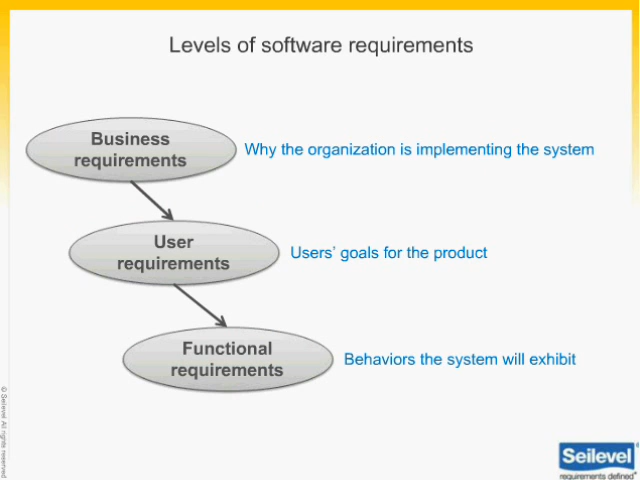 Levels of software requirements
Business
requirements
Why the organization is implementing the system
User
requirements
Users' goals for the product
Functional
requirements
Behaviors the system will exhibit
© Seilevel All rights reserved
Seilevel®
requirements defined®